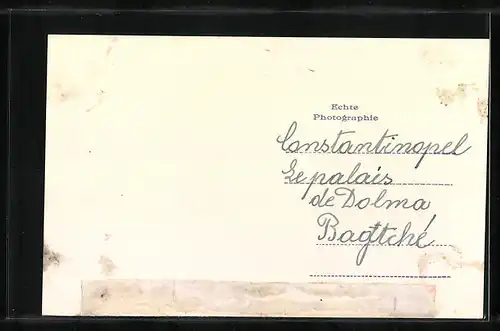 Echte
Photographie
Constantinopel
Le palais
de Dolma
Bagtché